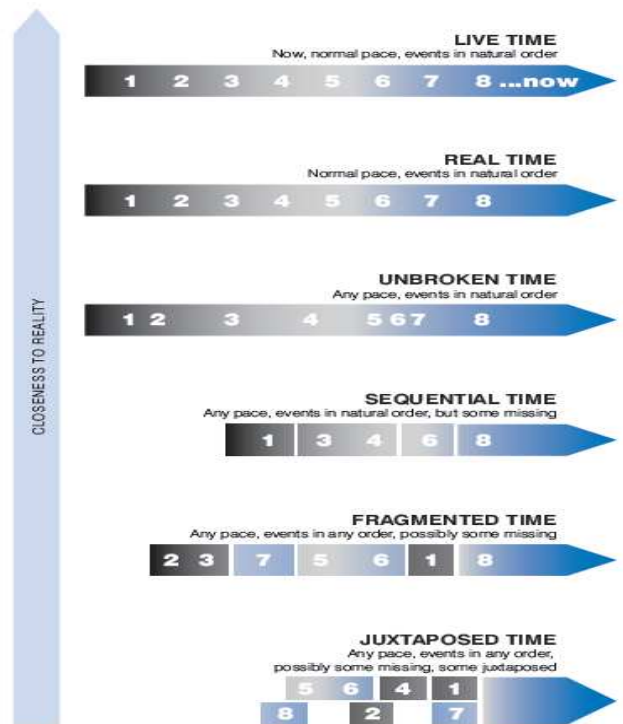 LIVE TIME
Now, normal pace, events in natural order
1 2 3 4 5 6 7 8 ...now
REAL TIME
Normal pace, events in natural order
1 2 3 4 5 6 7 8
UNBROKEN TIME
Any pace, events in natural order
1 2 3 4 5 6 7 8
CLOSENESS TO REALITY
SEQUENTIAL TIME
Any pace, events in natural order, but some missing
1 3 4 6 8
FRAGMENTED TIME
Any pace, events in any order, possibly some missing
2 3 7 5 6 1 8
JUXTAPOSED TIME
Any pace, events in any order,
possibly some missing, some juxtaposed
5 6 4 1
8 2 7